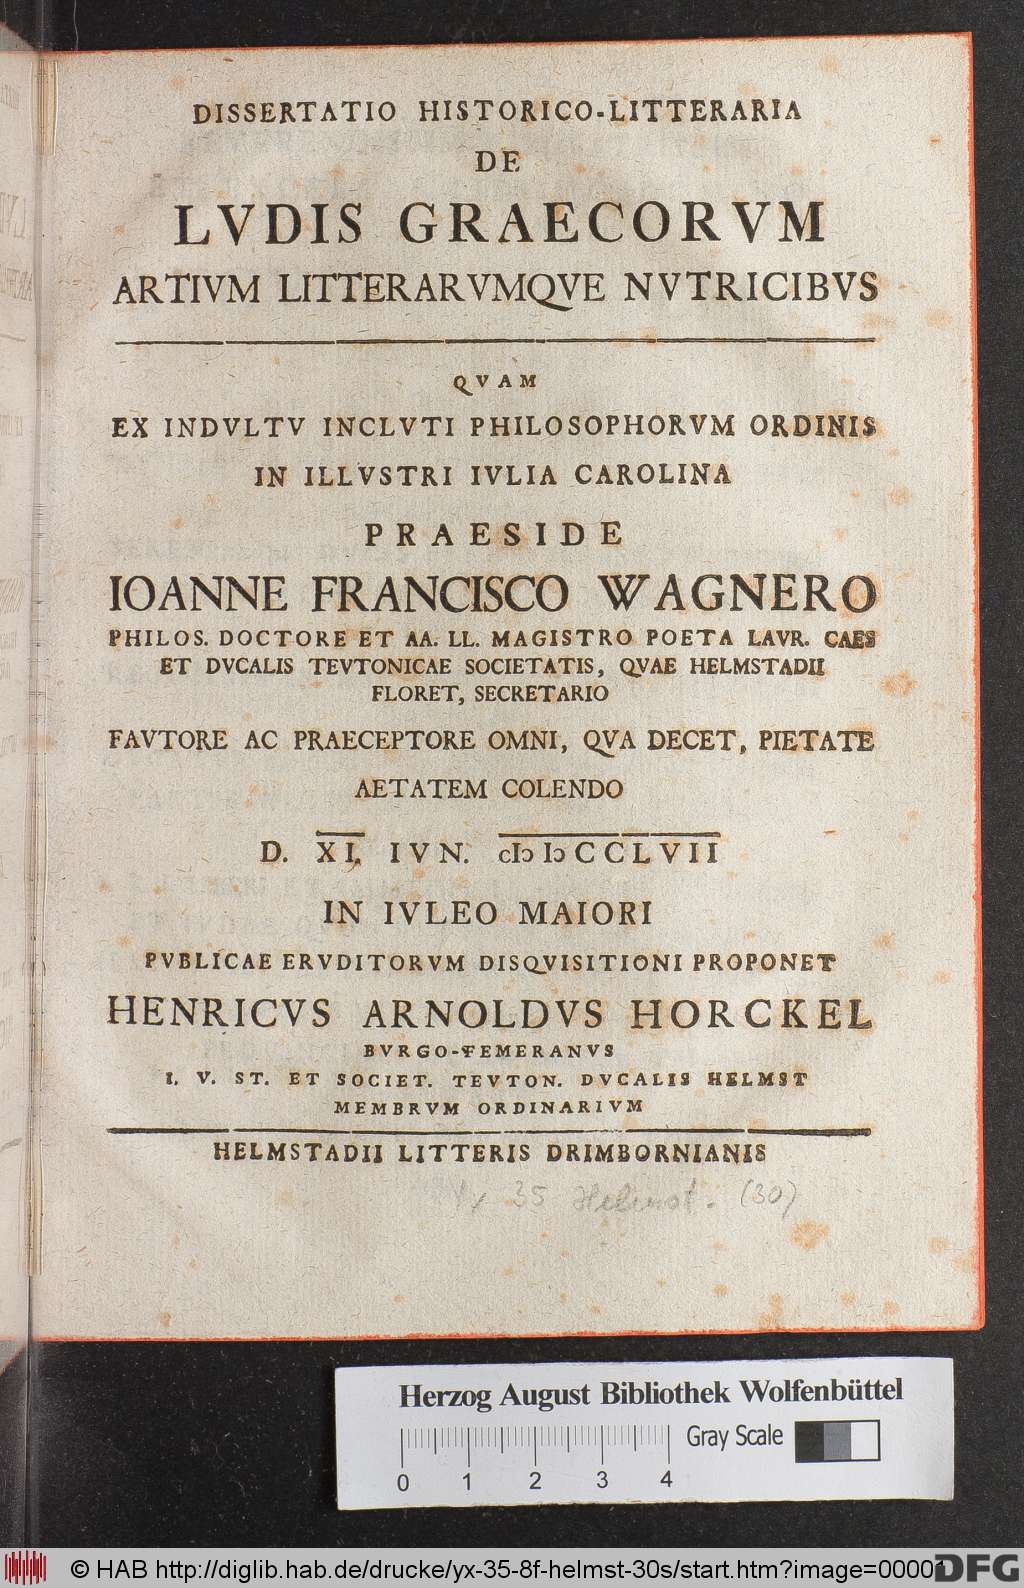 DISSERTATIO HISTORICO-LITTERARIA
DE
LVDIS GRAECORVM
ARTIVM LITTERARVMQVE NVTRICIBVS
QVAM
EX INDVLTV INCLVTI PHILOSOPHORVM ORDINIS
IN ILLVSTRI IVLIA CAROLINA
PRAESIDE
IOANNE FRANCISCO WAGNERO
PHILOS. DOCTORE ET AA. LL. MAGISTRO POETA LAVR. CAES
ET DVCALIS TEVTONICAE SOCIETATIS, QVAE HELMSTADII
FLORET, SECRETARIO
FAVTORE AC PRAECEPTORE OMNI, QVA DECET, PIETATE
AETATEM COLENDO
D. XI. IVN. cIↄ IↄCCLVII
IN IVLEO MAIORI
PVBLICAE ERVDITORVM DISQVISITIONI PROPONET
HENRICVS ARNOLDVS HORCKEL
BVRGO-FEMERANVS
I. V. ST. ET SOCIET. TEVTON. DVCALIS HELMST
MEMBRVM ORDINARIVM
HELMSTADII LITTERIS DRIMBORNIANIS
Yx 35 Helmst. (30)
Herzog August Bibliothek Wolfenbüttel
Gray Scale
0 1 2 3 4
© HAB http://diglib.hab.de/drucke/yx-35-8f-helmst-30s/start.htm?image=00001
DFG